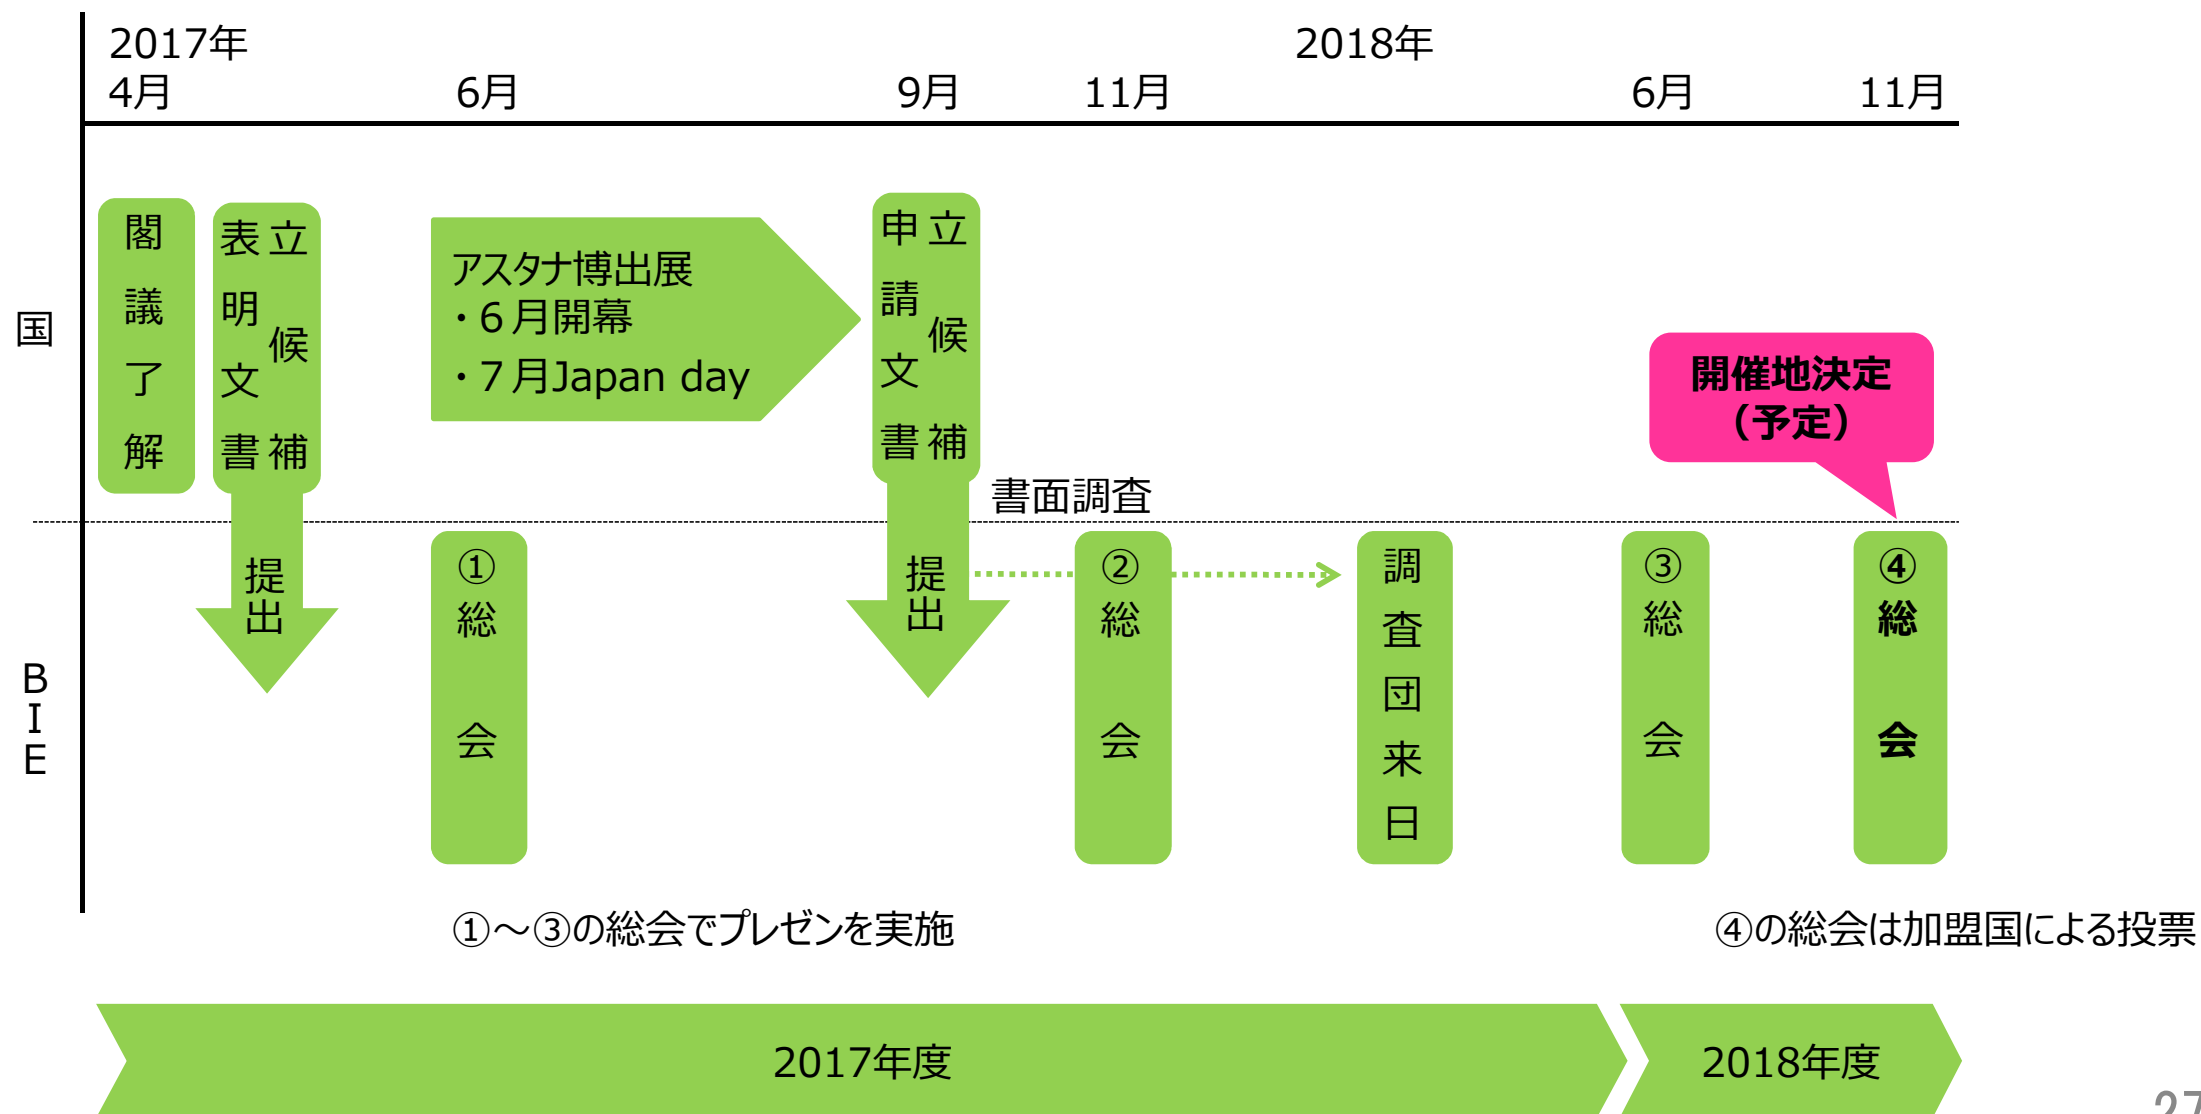 2017年
2018年
4月
6月
9月
11月
6月
11月
国
閣議了解
立候補
表明文書
提出
アスタナ博出展
・６月開幕
・７月Japan day
立候補
申請文書
提出
書面調査
開催地決定
（予定）
BIE
①総会
②総会
調査団来日
③総会
④総会
①～③の総会でプレゼンを実施
④の総会は加盟国による投票
2017年度
2018年度
27